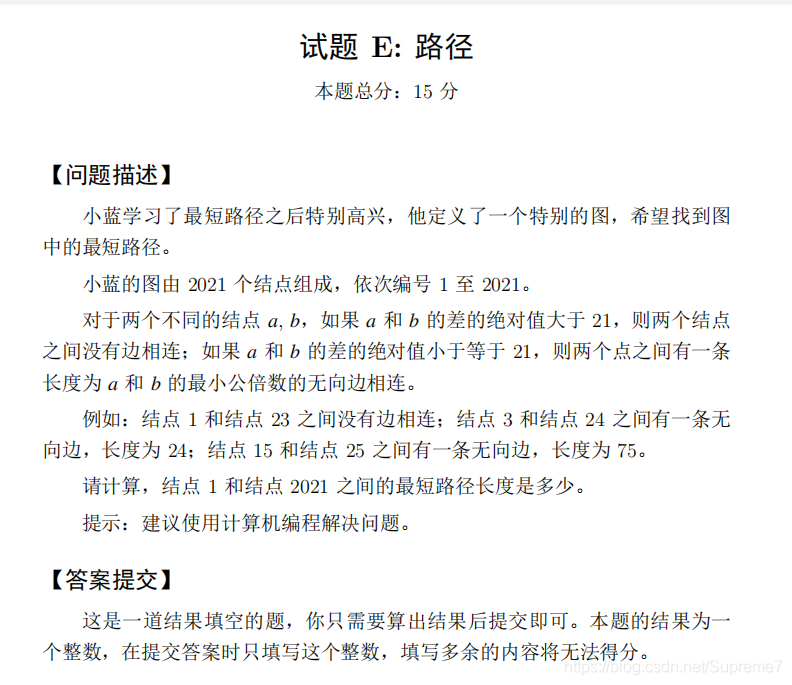 试题 E: 路径
本题总分：15 分
【问题描述】
小蓝学习了最短路径之后特别高兴，他定义了一个特别的图，希望找到图
中的最短路径。
小蓝的图由 2021 个结点组成，依次编号 1 至 2021。
对于两个不同的结点 a, b，如果 a 和 b 的差的绝对值大于 21，则两个结点
之间没有边相连；如果 a 和 b 的差的绝对值小于等于 21，则两个点之间有一条
长度为 a 和 b 的最小公倍数的无向边相连。
例如：结点 1 和结点 23 之间没有边相连；结点 3 和结点 24 之间有一条无
向边，长度为 24；结点 15 和结点 25 之间有一条无向边，长度为 75。
请计算，结点 1 和结点 2021 之间的最短路径长度是多少。
提示：建议使用计算机编程解决问题。
【答案提交】
这是一道结果填空的题，你只需要算出结果后提交即可。本题的结果为一
个整数，在提交答案时只填写这个整数，填写多余的内容将无法得分。
https://blog.csdn.net/Supreme7